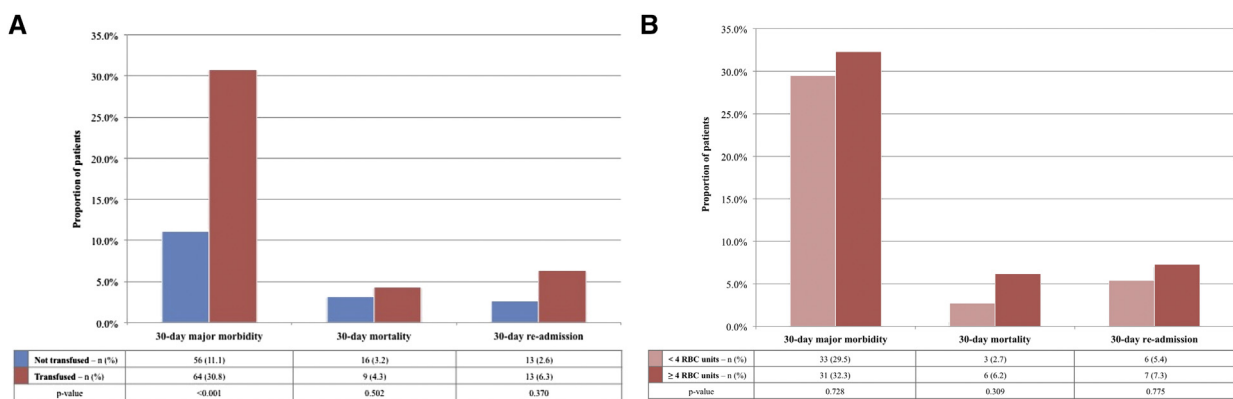 A
35.0%
30.0%
25.0%
20.0%
15.0%
10.0%
5.0%
0.0%
Proportion of patients
30-day major morbidity 30-day mortality 30-day re-admission
Not transfused – n (%) 56 (11.1) 16 (3.2) 13 (2.6)
Transfused – n (%) 64 (30.8) 9 (4.3) 13 (6.3)
p-value <0.001 0.502 0.370
B
35.0%
30.0%
25.0%
20.0%
15.0%
10.0%
5.0%
0.0%
Proportion of patients
30-day major morbidity 30-day mortality 30-day re-admission
< 4 RBC units – n (%) 33 (29.5) 3 (2.7) 6 (5.4)
≥ 4 RBC units – n (%) 31 (32.3) 6 (6.2) 7 (7.3)
p-value 0.728 0.309 0.775